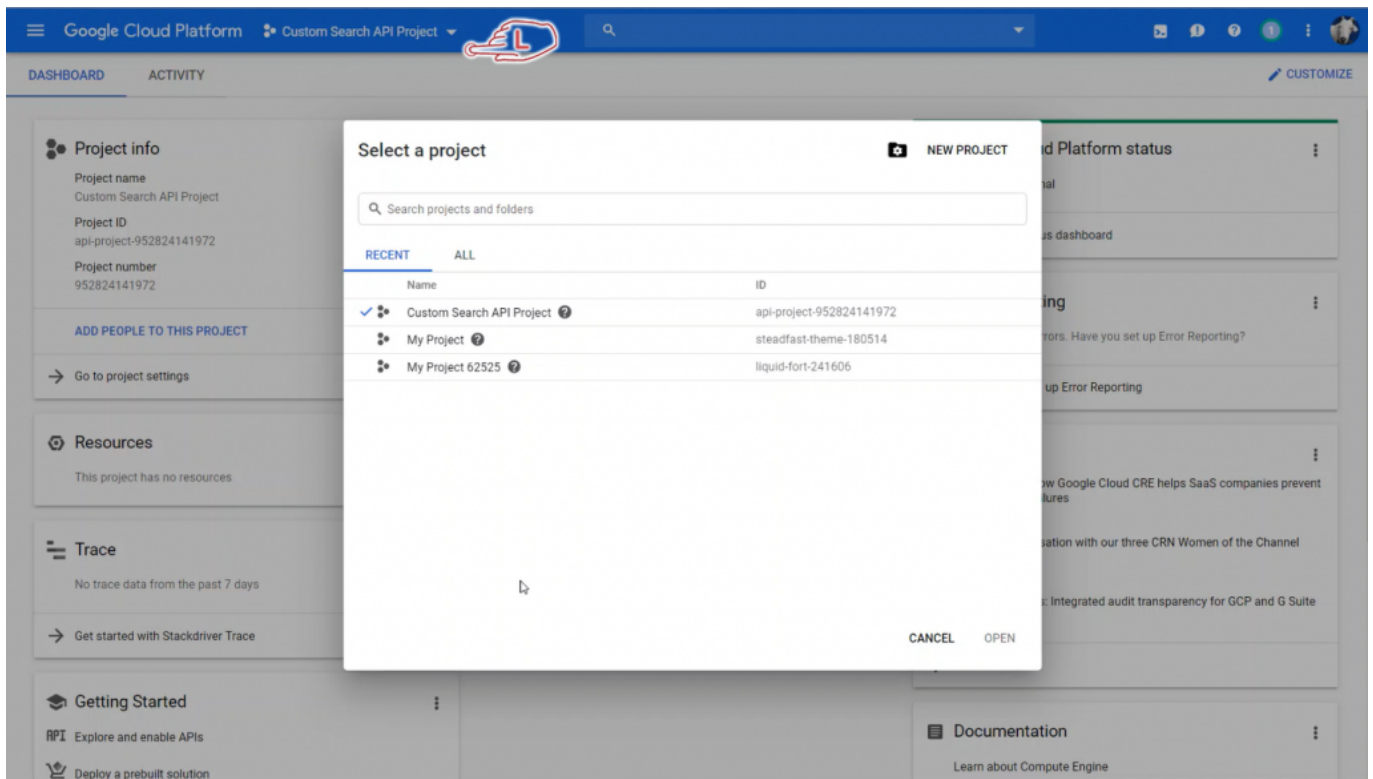 Google Cloud Platform Custom Search API Project
L
1
DASHBOARD ACTIVITY
CUSTOMIZE
Project info
Project name
Custom Search API Project
Project ID
api-project-952824141972
Project number
952824141972
ADD PEOPLE TO THIS PROJECT
Go to project settings
Resources
This project has no resources
Trace
No trace data from the past 7 days
Get started with Stackdriver Trace
Getting Started
API Explore and enable APIs
Deploy a prebuilt solution
Select a project
NEW PROJECT
Search projects and folders
RECENT ALL
Name ID
Custom Search API Project api-project-952824141972
My Project steadfast-theme-180514
My Project 62525 liquid-fort-241606
CANCEL OPEN
Platform status
dashboard
Have you set up Error Reporting?
up Error Reporting
Google Cloud CRE helps SaaS companies prevent
with our three CRN Women of the Channel
Integrated audit transparency for GCP and G Suite
Documentation
Learn about Compute Engine